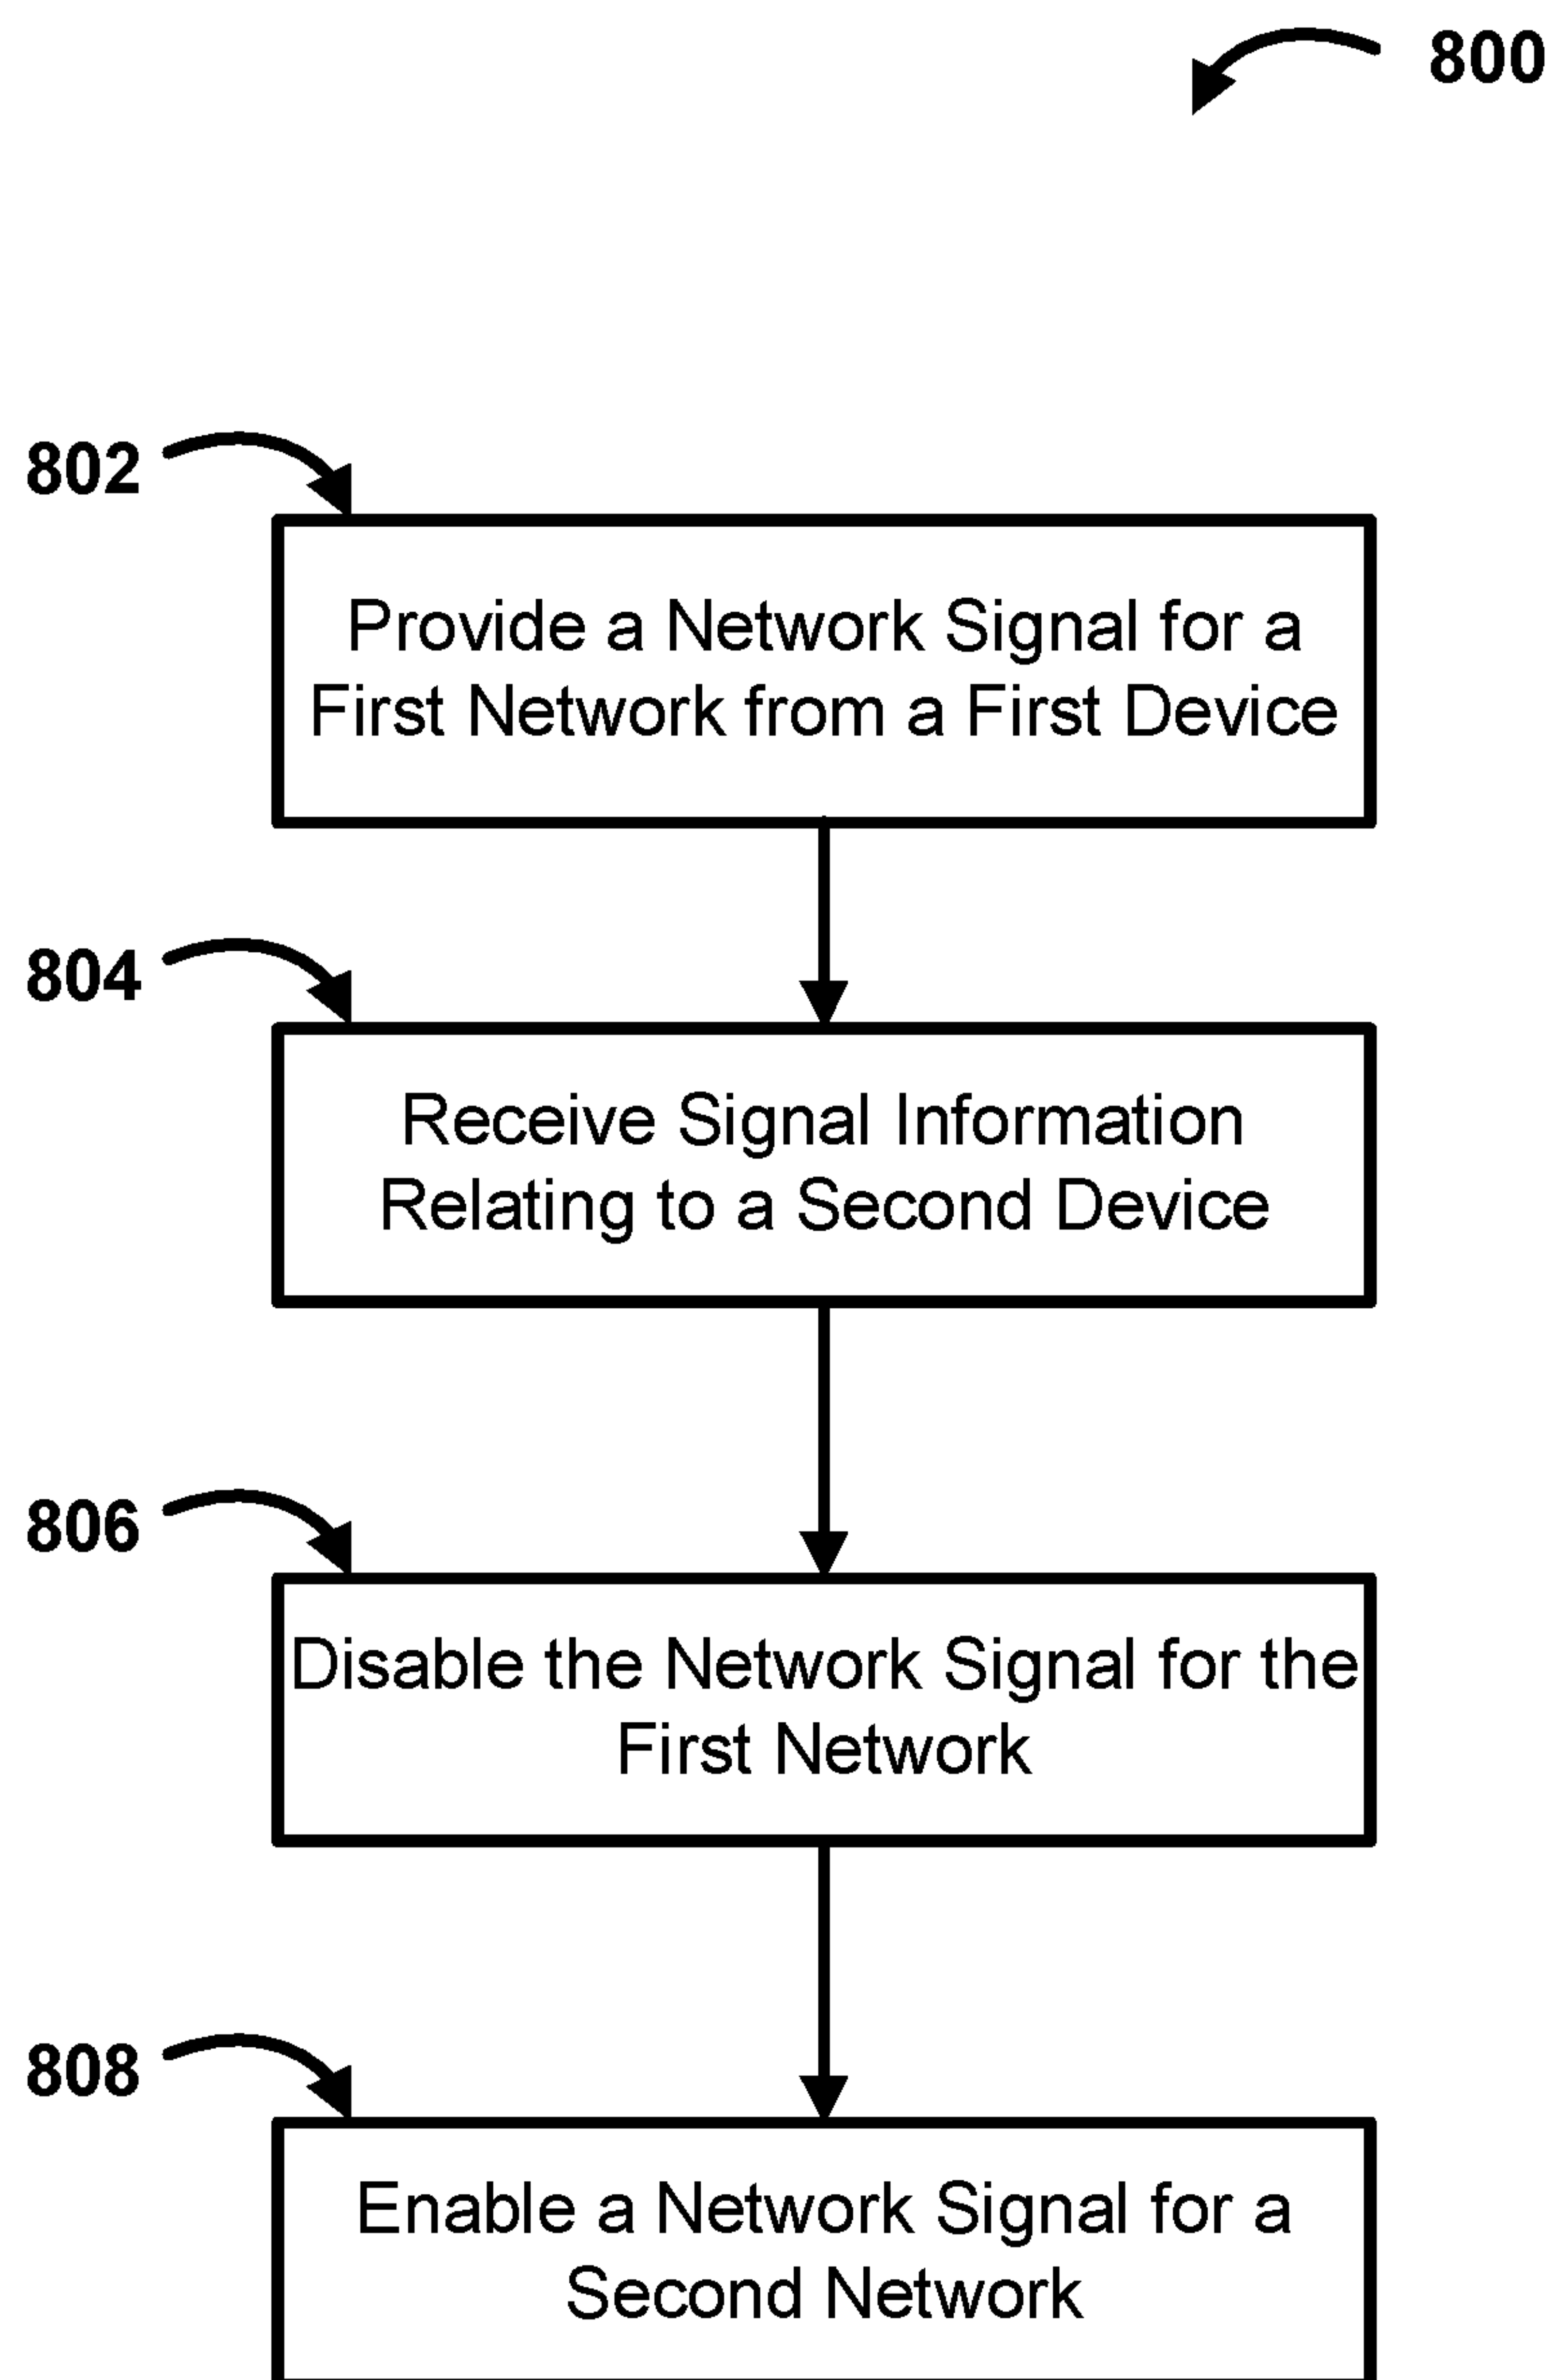 800
802
Provide a Network Signal for a
First Network from a First Device
804
Receive Signal Information
Relating to a Second Device
806
Disable the Network Signal for the
First Network
808
Enable a Network Signal for a
Second Network